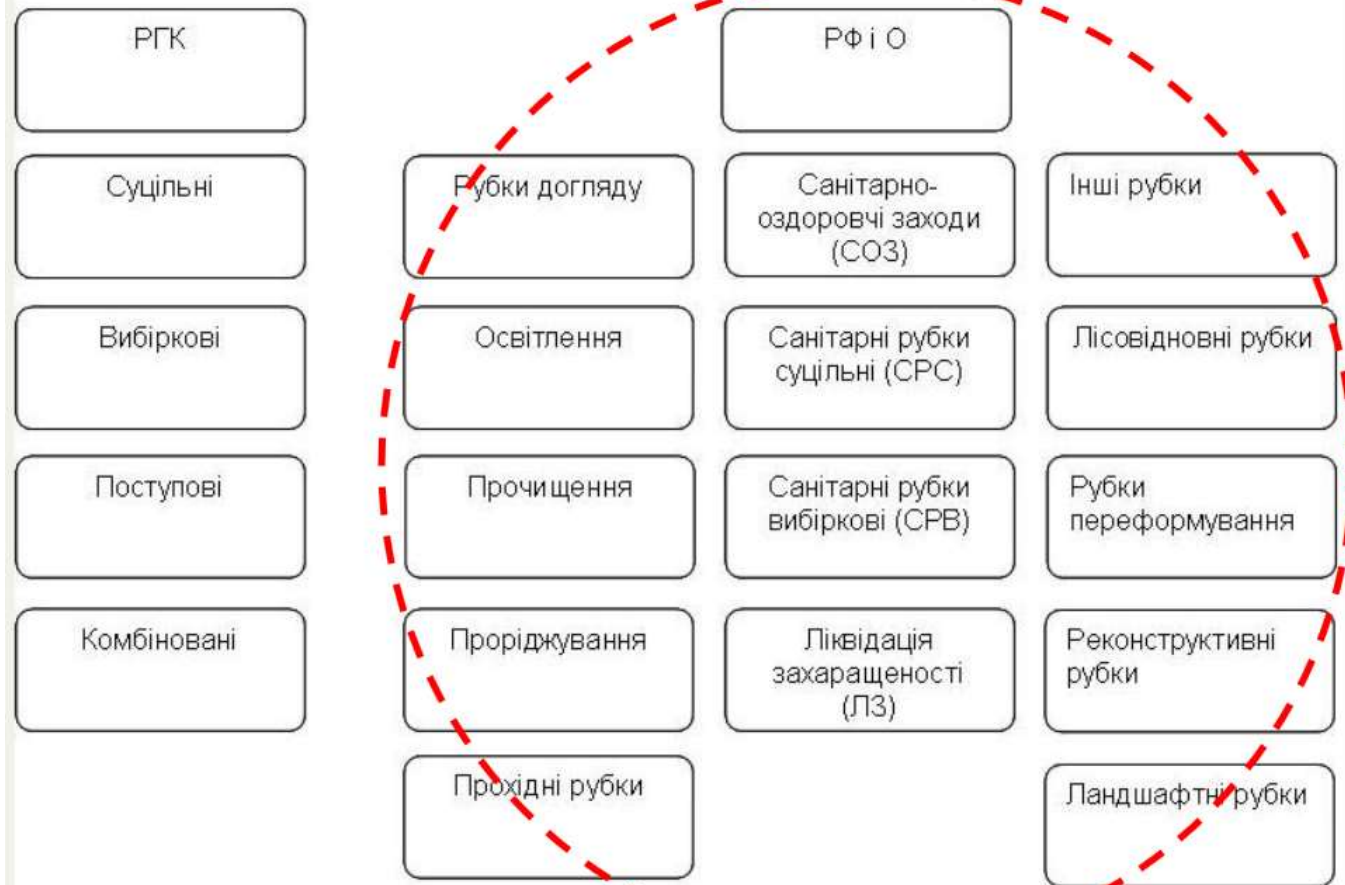 РГК
РФ і О
Суцільні
Рубки догляду
Санітарно-
оздоровчі заходи
(СОЗ)
Інші рубки
Вибіркові
Освітлення
Санітарні рубки
суцільні (СРС)
Лісовідновні рубки
Поступові
Прочищення
Санітарні рубки
вибіркові (СРВ)
Рубки
переформування
Комбіновані
Проріджування
Ліквідація
захаращеності
(ЛЗ)
Реконструктивні
рубки
Прохідні рубки
Ландшафтні рубки